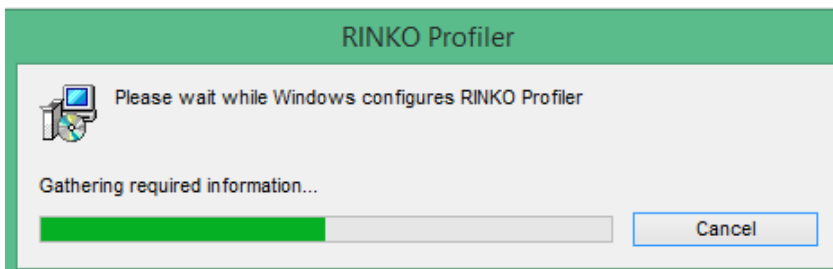 RINKO Profiler
Please wait while Windows configures RINKO Profiler
Gathering required information...
Cancel